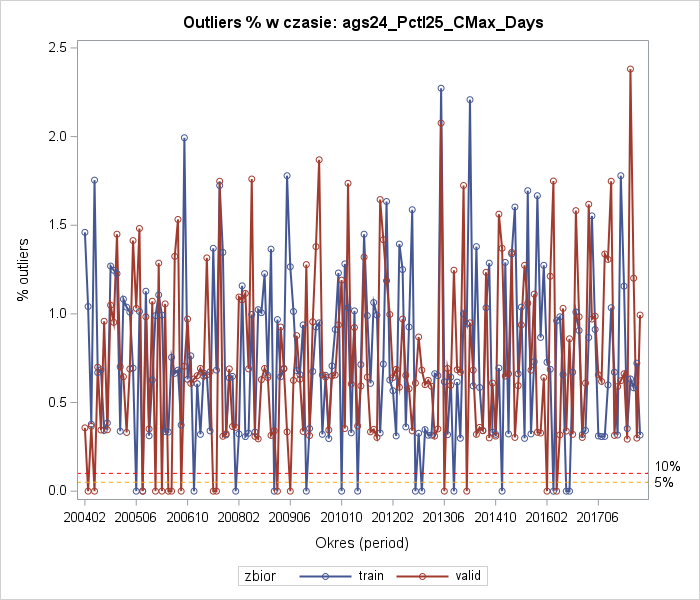 Outliers % w czasie: ags24_Pctl25_CMax_Days
2.5
2.0
1.5
1.0
0.5
0.0
% outliers
10%
5%
200402 200506 200610 200802 200906 201010 201202 201306 201410 201602 201706
Okres (period)
zbior train valid